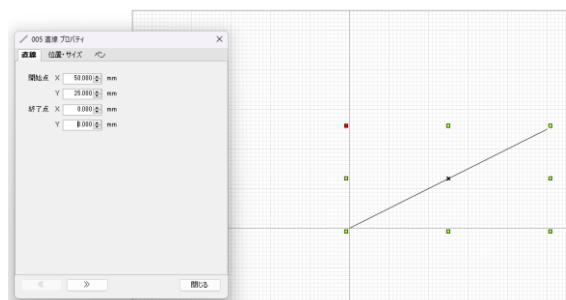 005 直線 プロパティ
直線 位置・サイズ ペン
開始点 X 50.000 mm
Y 25.000 mm
終了点 X 0.000 mm
Y 0.000 mm
閉じる